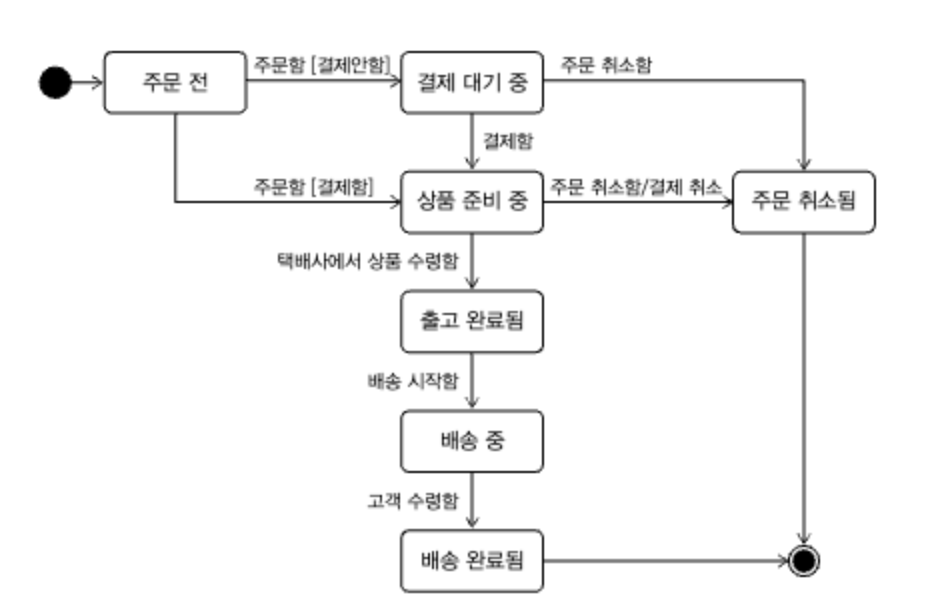 주문 전
주문함 [결제안함]
결제 대기 중
주문 취소함
결제함
주문함 [결제함]
상품 준비 중
주문 취소함/결제 취소
주문 취소됨
택배사에서 상품 수령함
출고 완료됨
배송 시작함
배송 중
고객 수령함
배송 완료됨